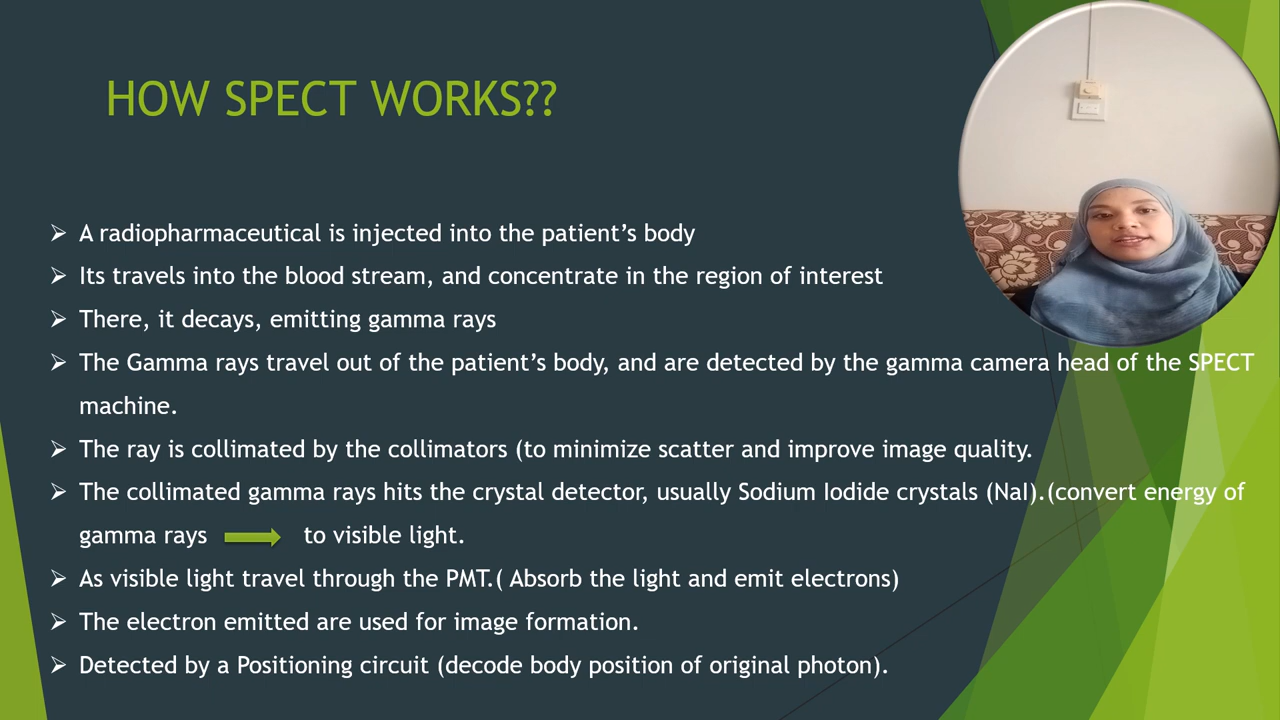 HOW SPECT WORKS??
A radiopharmaceutical is injected into the patient's body
Its travels into the blood stream, and concentrate in the region of interest
There, it decays, emitting gamma rays
The Gamma rays travel out of the patient's body, and are detected by the gamma camera head of the SPECT
machine.
The ray is collimated by the collimators (to minimize scatter and improve image quality.
The collimated gamma rays hits the crystal detector, usually Sodium Iodide crystals (NaI).(convert energy of
gamma rays to visible light.
As visible light travel through the PMT.( Absorb the light and emit electrons)
The electron emitted are used for image formation.
Detected by a Positioning circuit (decode body position of original photon).